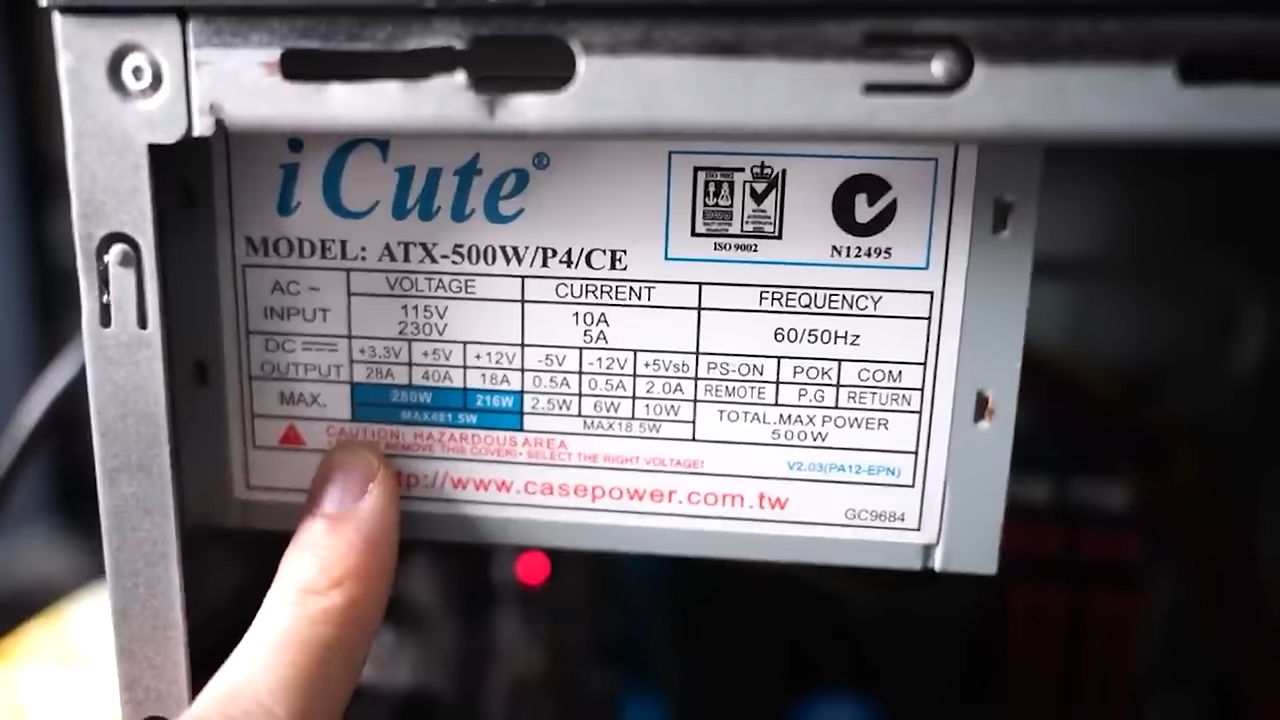 iCute®
ISO 9002
N12495
MODEL: ATX-500W/P4/CE
AC ~ INPUT VOLTAGE CURRENT FREQUENCY
115V 10A 60/50Hz
230V 5A
DC OUTPUT +3.3V +5V +12V -5V -12V +5Vsb PS-ON POK COM
28A 40A 18A 0.5A 0.5A 2.0A REMOTE P.G RETURN
MAX. 280W 216W 2.5W 6W 10W TOTAL.MAX POWER
MAX481.5W MAX18.5W 500W
CAUTION: HAZARDOUS AREA
REMOVE THIS COVER!• SELECT THE RIGHT VOLTAGE!
V2.03(PA12-EPN)
tp://www.casepower.com.tw
GC9684